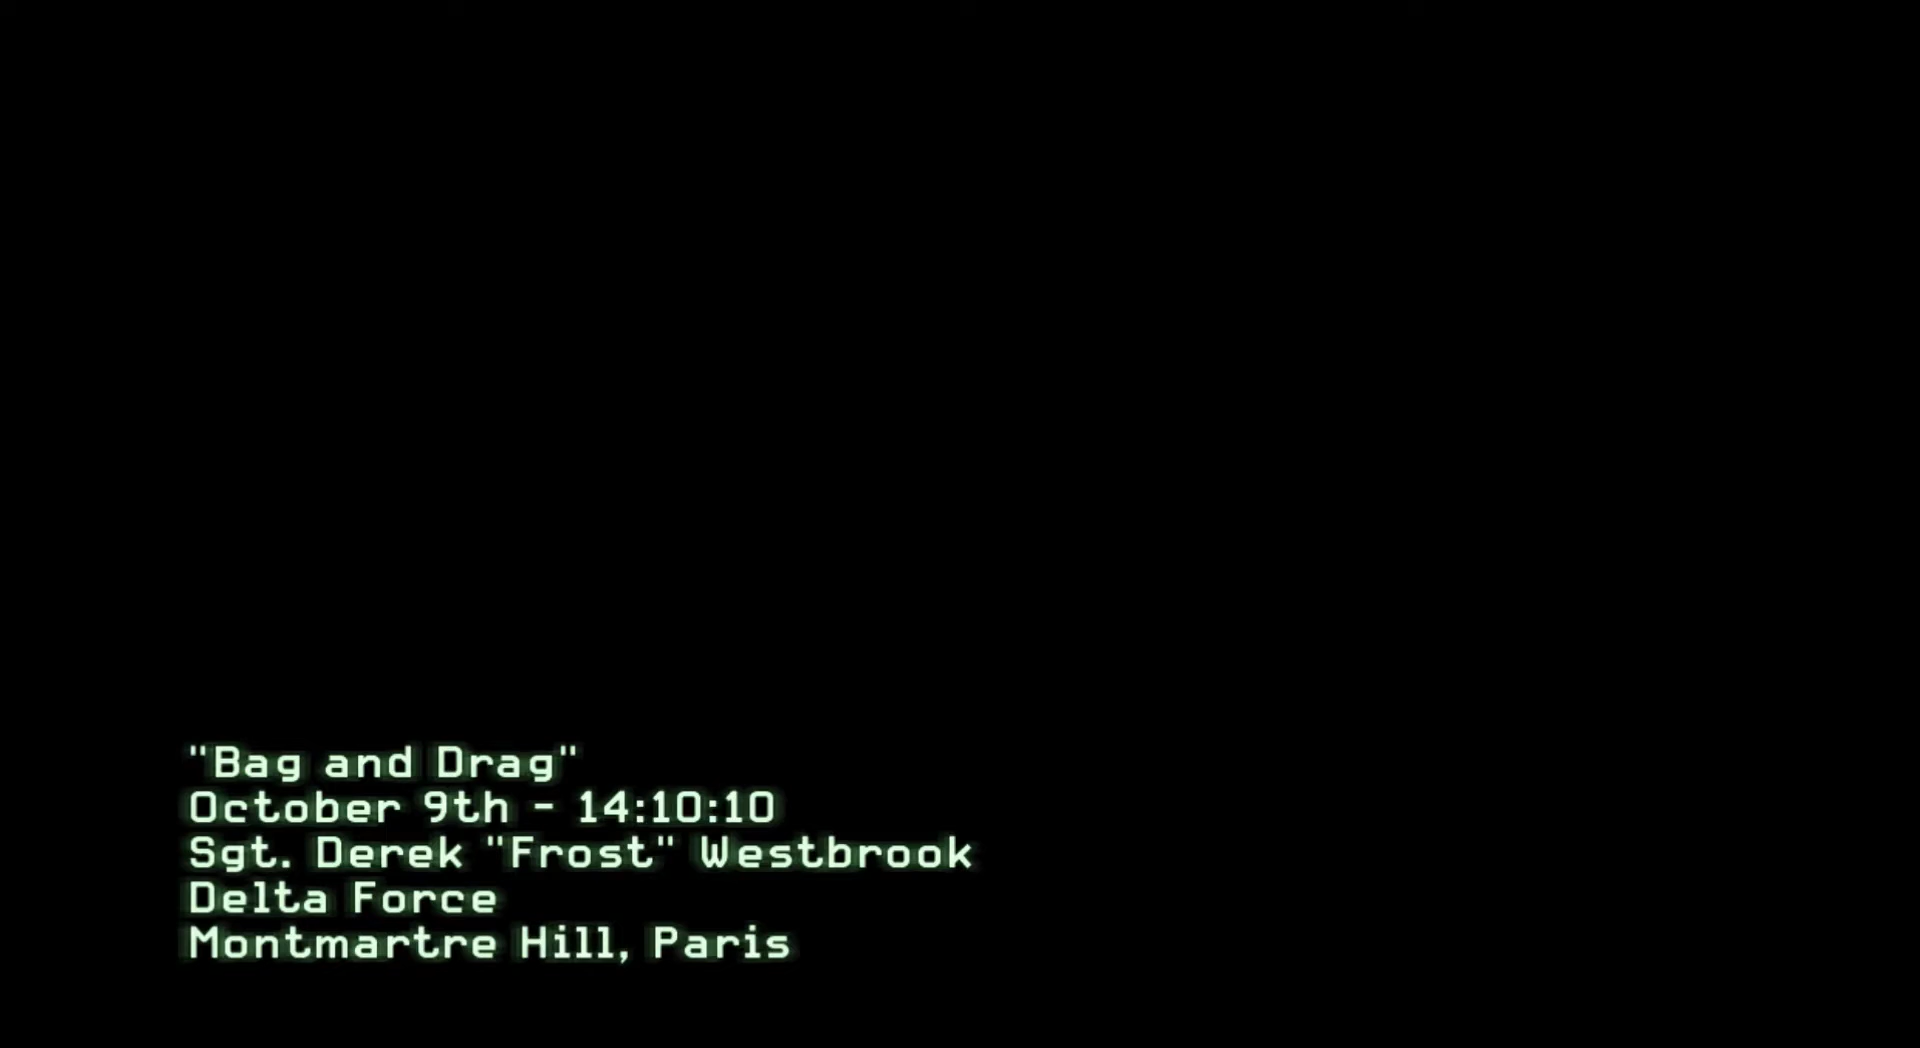 "Bag and Drag"
October 9th - 14:10:10
Sgt. Derek "Frost" Westbrook
Delta Force
Montmartre Hill, Paris